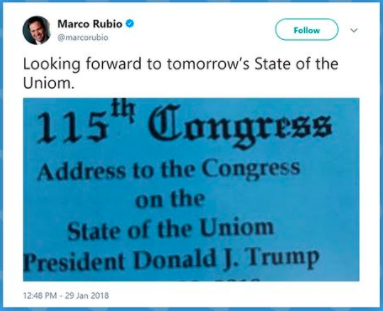 Marco Rubio
@marcorubio
Follow
Looking forward to tomorrow's State of the
Uniom.
115th Congress
Address to the Congress
on the
State of the Uniom
President Donald J. Trump
12:48 PM - 29 Jan 2018